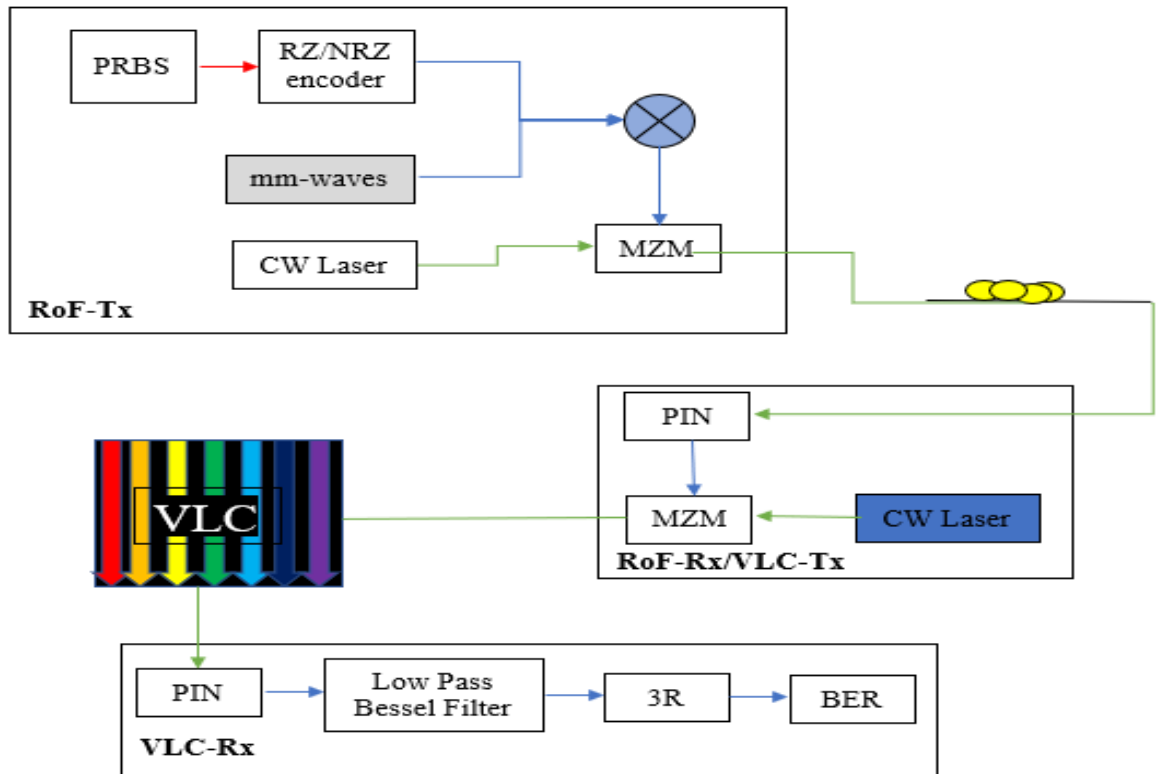 PRBS
RZ/NRZ
encoder
mm-waves
CW Laser
MZM
RoF-Tx
PIN
MZM
CW Laser
RoF-Rx/VLC-Tx
VLC
PIN
Low Pass
Bessel Filter
3R
BER
VLC-Rx